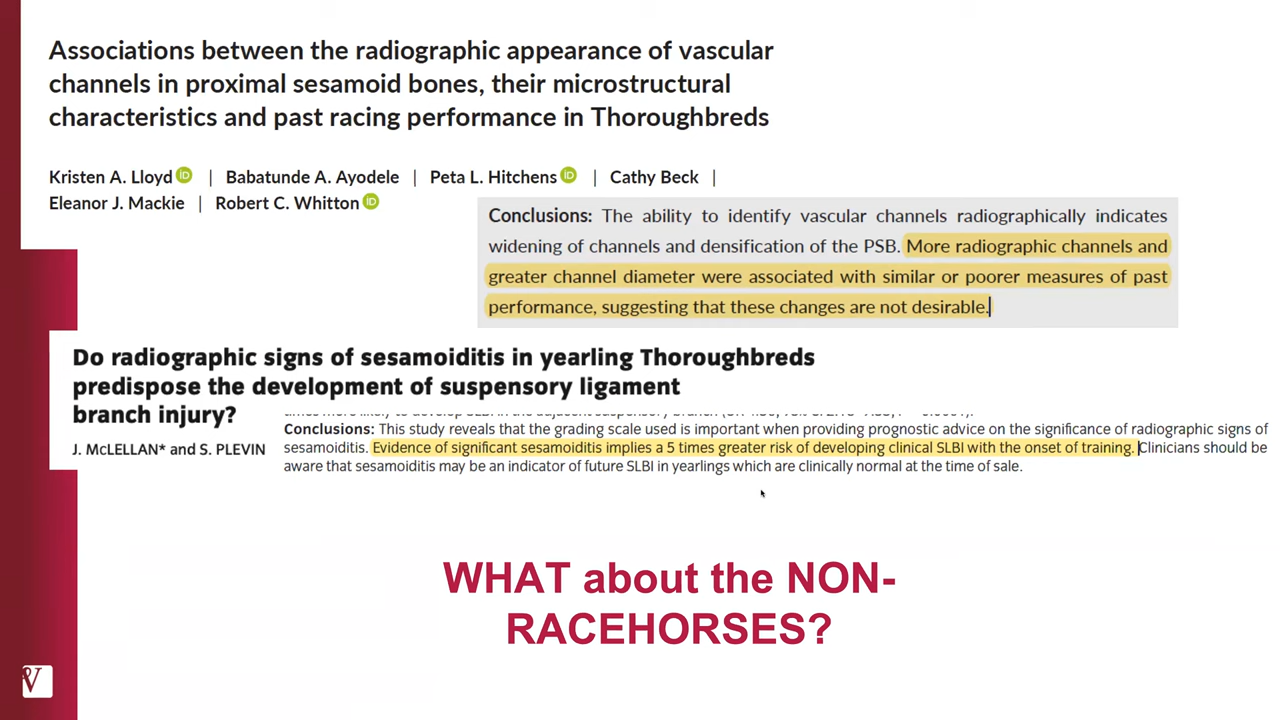 Associations between the radiographic appearance of vascular
channels in proximal sesamoid bones, their microstructural
characteristics and past racing performance in Thoroughbreds
Kristen A. Lloyd iD | Babatunde A. Ayodele | Peta L. Hitchens iD | Cathy Beck |
Eleanor J. Mackie | Robert C. Whitton iD
Conclusions: The ability to identify vascular channels radiographically indicates
widening of channels and densification of the PSB. More radiographic channels and
greater channel diameter were associated with similar or poorer measures of past
performance, suggesting that these changes are not desirable.
Do radiographic signs of sesamoiditis in yearling Thoroughbreds
predispose the development of suspensory ligament
branch injury?
J. McLELLAN* and S. PLEVIN
Conclusions: This study reveals that the grading scale used is important when providing prognostic advice on the significance of radiographic signs of
sesamoiditis. Evidence of significant sesamoiditis implies a 5 times greater risk of developing clinical SLBI with the onset of training. Clinicians should be
aware that sesamoiditis may be an indicator of future SLBI in yearlings which are clinically normal at the time of sale.
WHAT about the NON-
RACEHORSES?
V